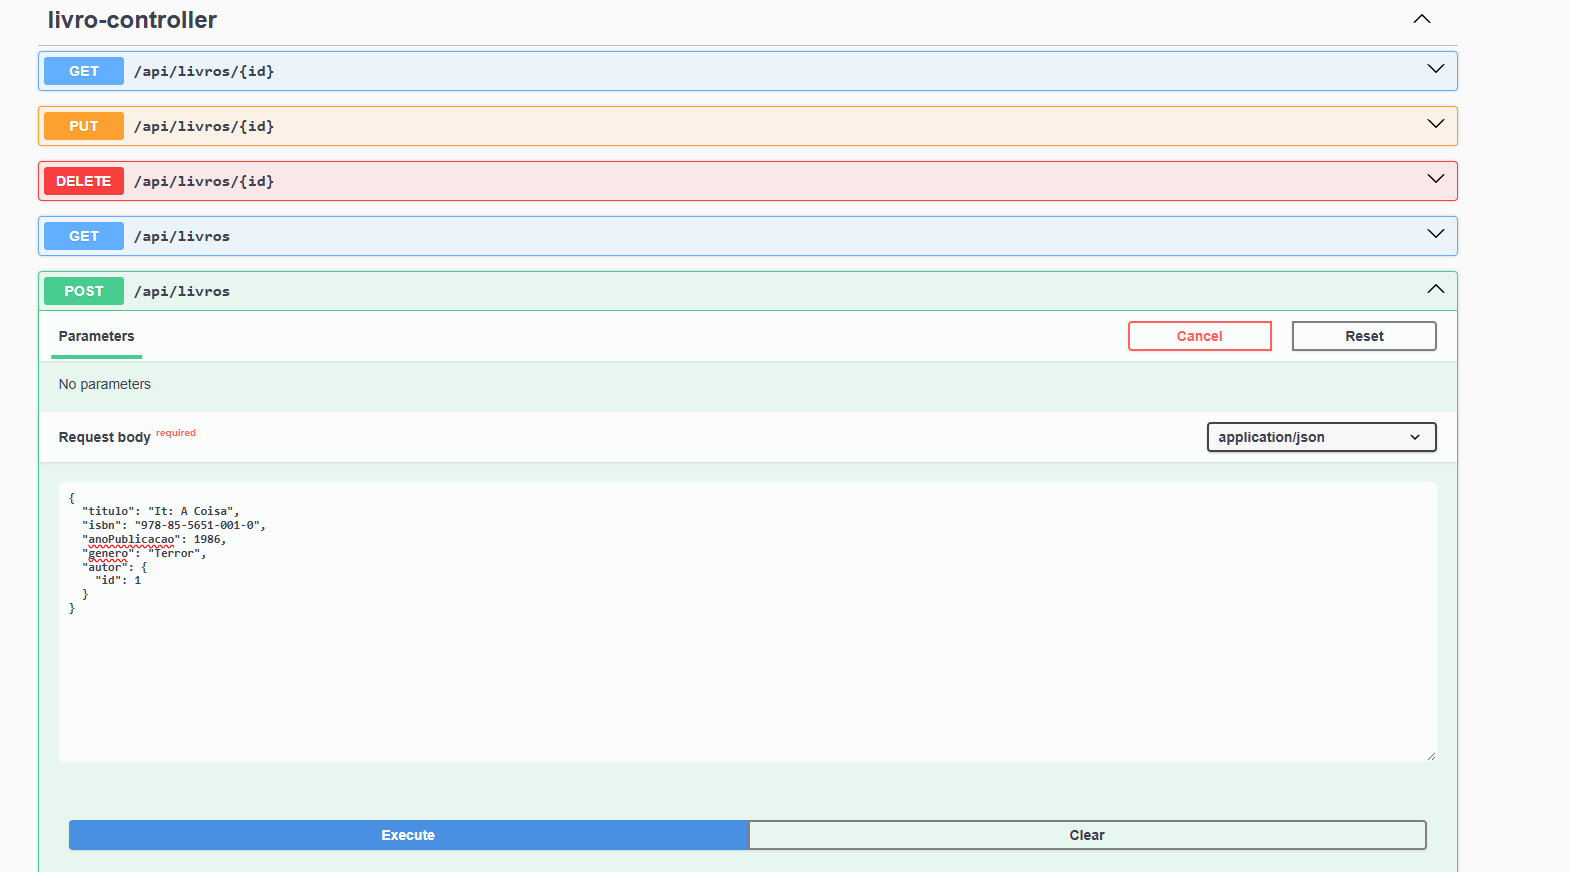 livro-controller
GET /api/livros/{id}
PUT /api/livros/{id}
DELETE /api/livros/{id}
GET /api/livros
POST /api/livros
Parameters Cancel Reset
No parameters
Request body required application/json
{
  "titulo": "It: A Coisa",
  "isbn": "978-85-5651-001-0",
  "anoPublicacao": 1986,
  "genero": "Terror",
  "autor": {
    "id": 1
  }
}
Execute Clear